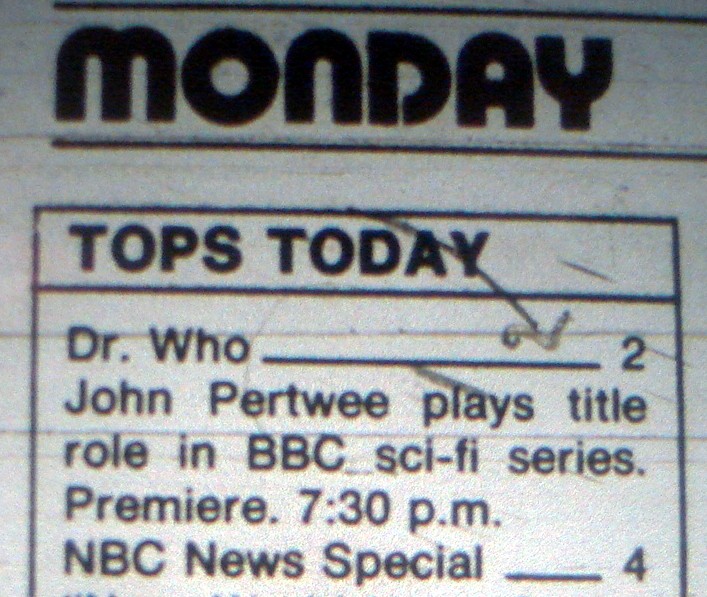 MONDAY
TOPS TODAY
Dr. Who ——— 2
John Pertwee plays title
role in BBC sci-fi series.
Premiere. 7:30 p.m.
NBC News Special —— 4